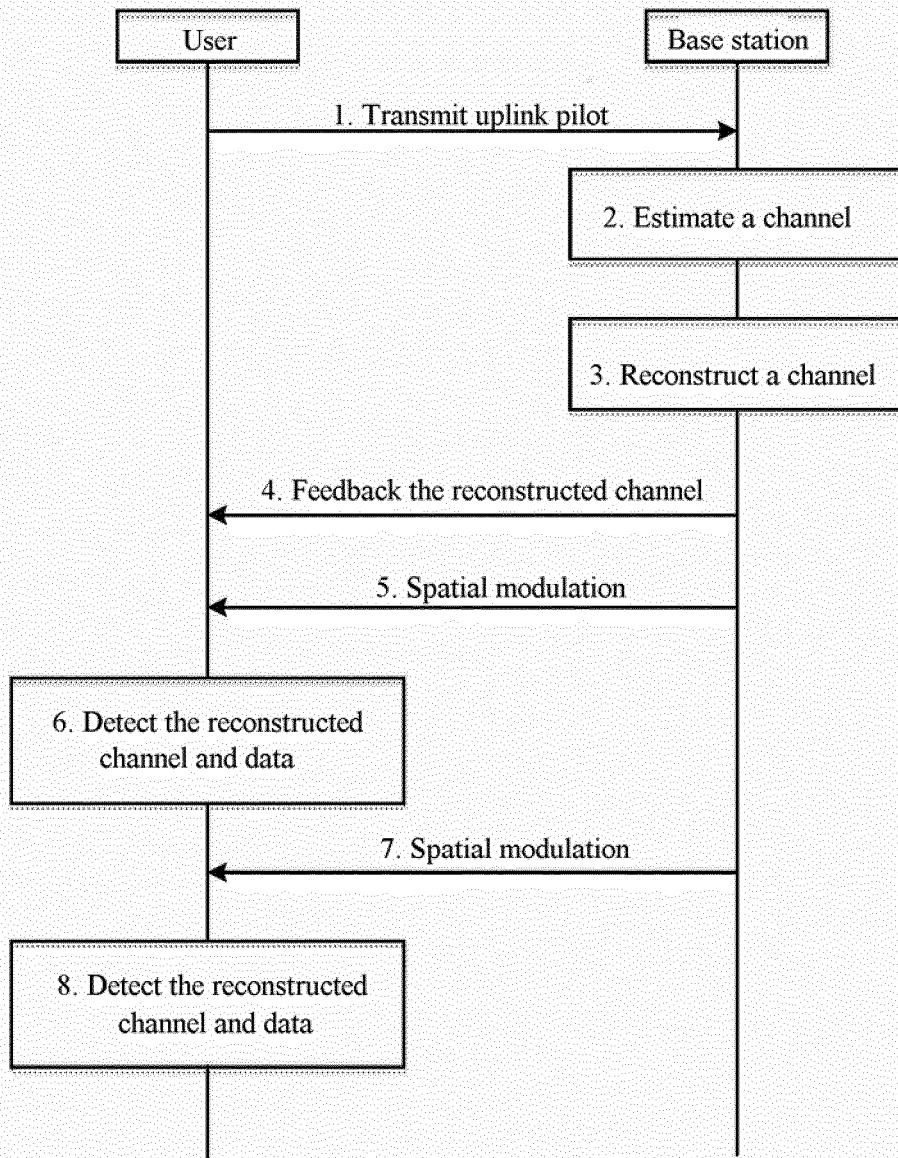 User
Base station
1. Transmit uplink pilot
2. Estimate a channel
3. Reconstruct a channel
4. Feedback the reconstructed channel
5. Spatial modulation
6. Detect the reconstructed
channel and data
7. Spatial modulation
8. Detect the reconstructed
channel and data